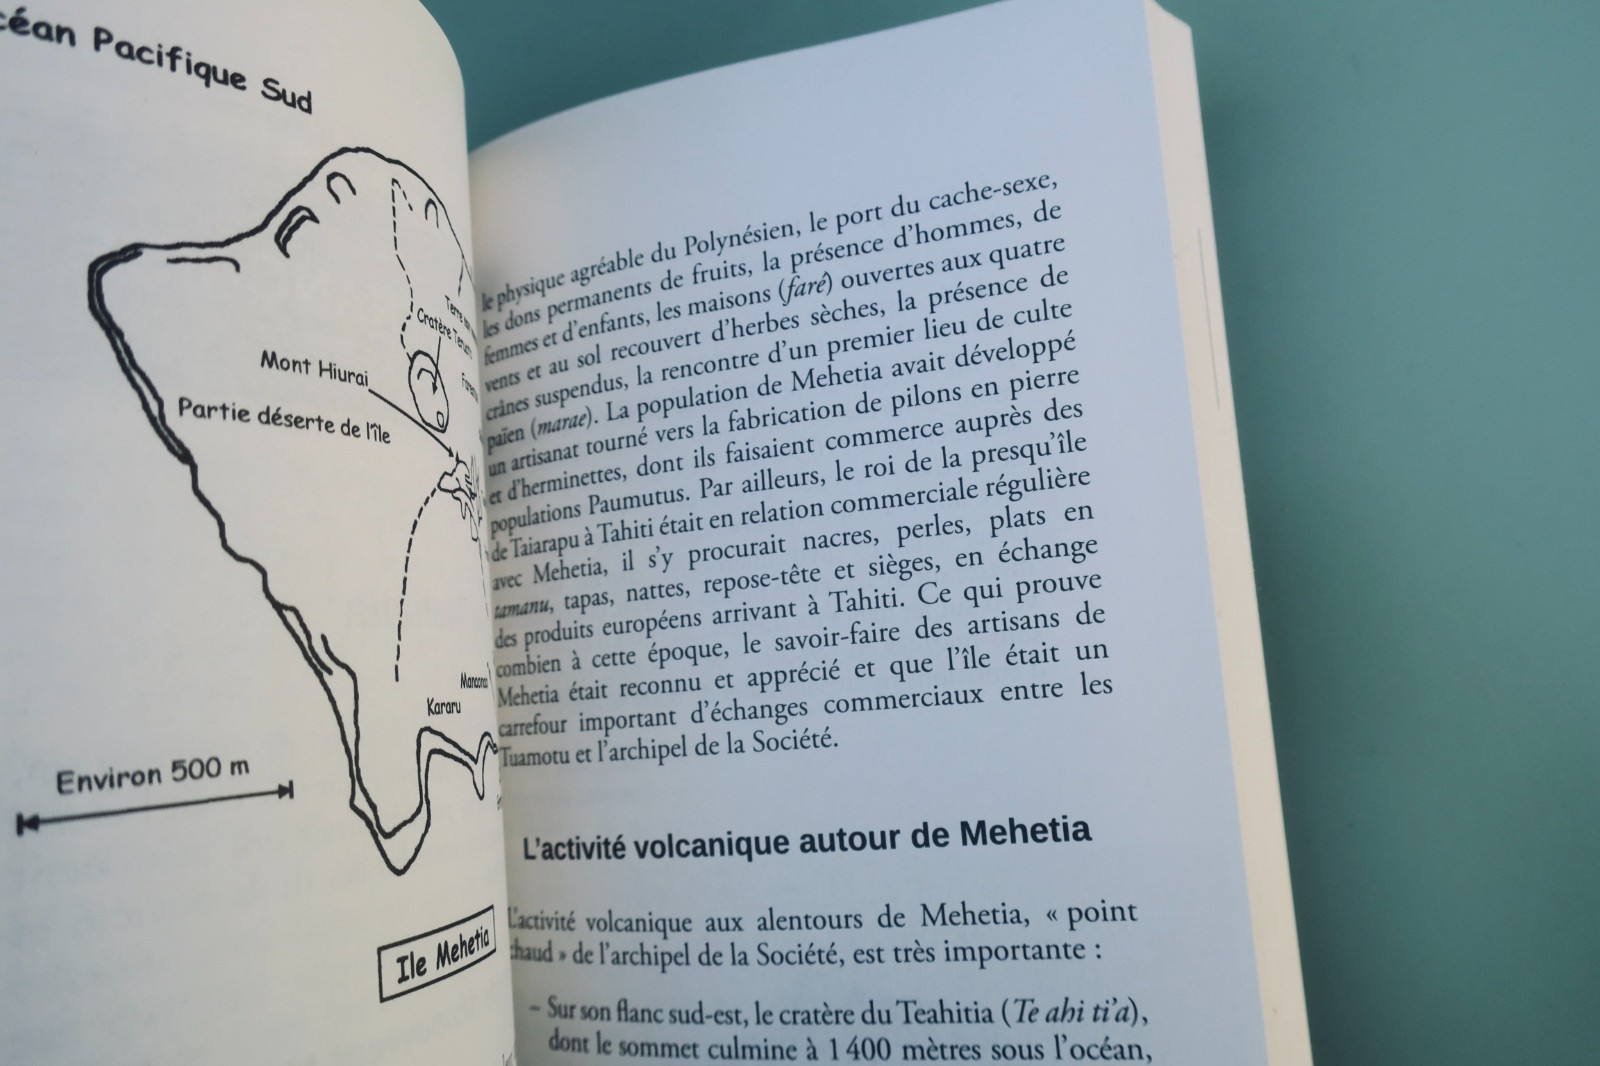 Pacifique Sud
Cratère
Mont Hiurai
Partie déserte de l'île
Kararu
Environ 500 m
Ile Mehetia
le physique agréable du Polynésien, le port du cache-sexe,
les dons permanents de fruits, la présence d'hommes, de
femmes et d'enfants, les maisons (faré) ouvertes aux quatre
vents et au sol recouvert d'herbes sèches, la présence de
crânes suspendus, la rencontre d'un premier lieu de culte
païen (marae). La population de Mehetia avait développé
un artisanat tourné vers la fabrication de pilons en pierre
et d'herminettes, dont ils faisaient commerce auprès des
populations Paumutus. Par ailleurs, le roi de la presqu'île
de Taiarapu à Tahiti était en relation commerciale régulière
avec Mehetia, il s'y procurait nacres, perles, plats en
tamanu, tapas, nattes, repose-tête et sièges, en échange
des produits européens arrivant à Tahiti. Ce qui prouve
combien à cette époque, le savoir-faire des artisans de
Mehetia était reconnu et apprécié et que l'île était un
carrefour important d'échanges commerciaux entre les
Tuamotu et l'archipel de la Société.
L'activité volcanique autour de Mehetia
L'activité volcanique aux alentours de Mehetia, « point
chaud » de l'archipel de la Société, est très importante :
– Sur son flanc sud-est, le cratère du Teahitia (Te ahi ti'a),
dont le sommet culmine à 1 400 mètres sous l'océan,